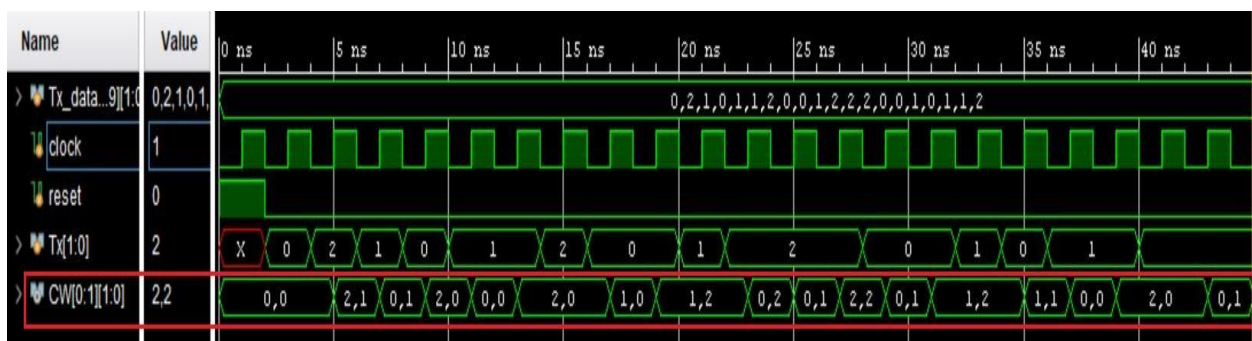 Name Value 0 ns 5 ns 10 ns 15 ns 20 ns 25 ns 30 ns 35 ns 40 ns
Tx_data...9][1:0 0,2,1,0,1, 0,2,1,0,1,1,2,0,0,1,2,2,2,0,0,1,0,1,1,2
clock 1
reset 0
> Tx[1:0] 2 X 0 2 1 0 1 2 0 1 2 0 1 0 1
> CW[0:1][1:0] 2,2 0,0 2,1 0,1 2,0 0,0 2,0 1,0 1,2 0,2 0,1 2,2 0,1 1,2 1,1 0,0 2,0 0,1